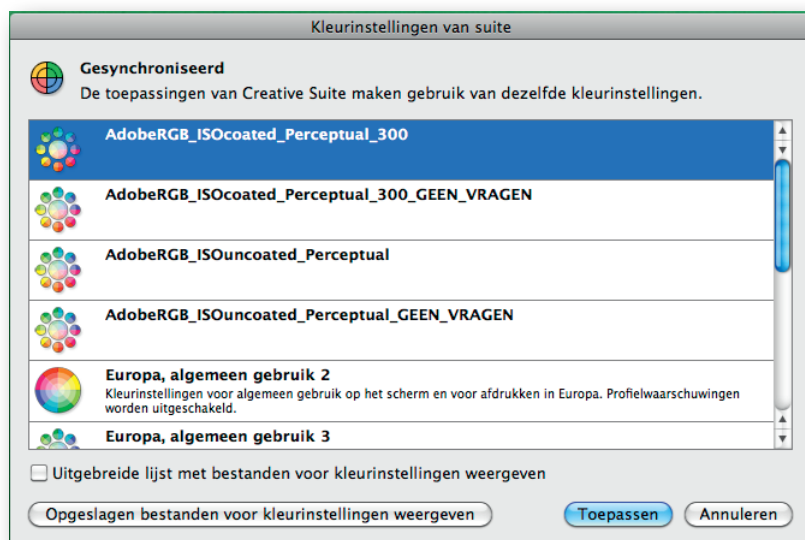 Kleurinstellingen van suite
Gesynchroniseerd
De toepassingen van Creative Suite maken gebruik van dezelfde kleurinstellingen.
AdobeRGB_ISOcoated_Perceptual_300
AdobeRGB_ISOcoated_Perceptual_300_GEEN_VRAGEN
AdobeRGB_ISOuncoated_Perceptual
AdobeRGB_ISOuncoated_Perceptual_GEEN_VRAGEN
Europa, algemeen gebruik 2
Kleurinstellingen voor algemeen gebruik op het scherm en voor afdrukken in Europa. Profielwaarschuwingen
worden uitgeschakeld.
Europa, algemeen gebruik 3
Uitgebreide lijst met bestanden voor kleurinstellingen weergeven
Opgeslagen bestanden voor kleurinstellingen weergeven
Toepassen
Annuleren